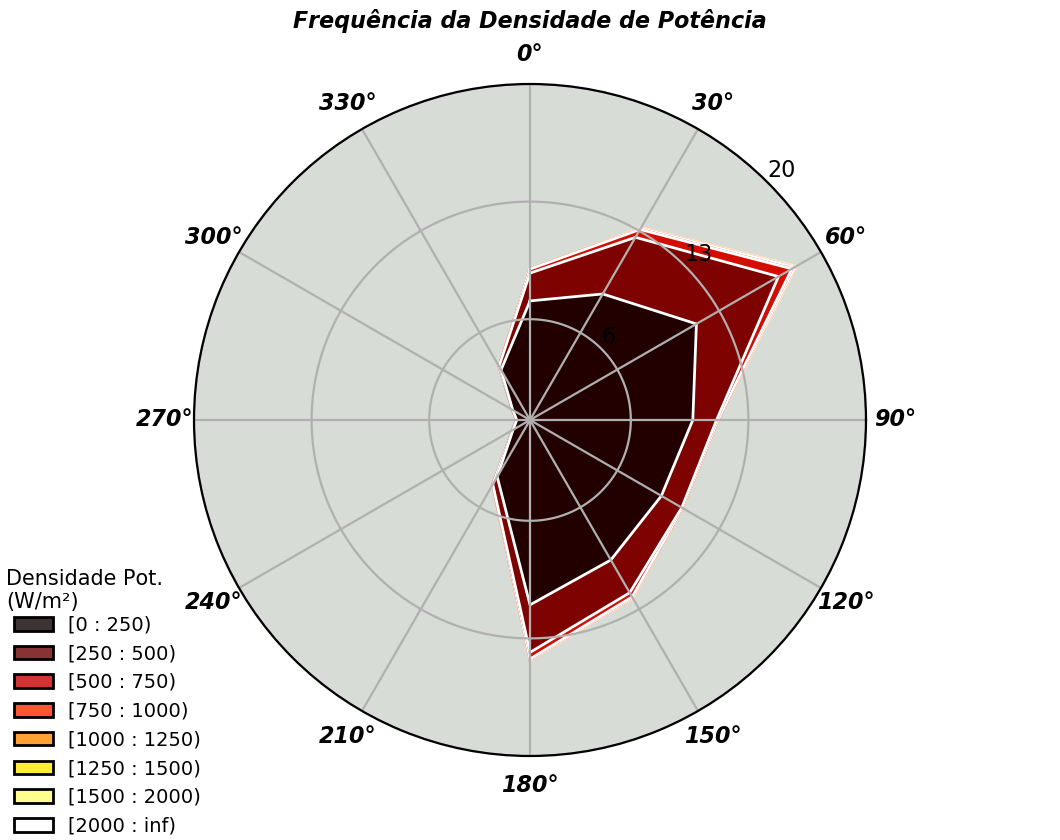 Frequência da Densidade de Potência
0°
330°
30°
20
300°
60°
13
6
270°
90°
240°
120°
210°
150°
180°
Densidade Pot.
(W/m²)
[0 : 250)
[250 : 500)
[500 : 750)
[750 : 1000)
[1000 : 1250)
[1250 : 1500)
[1500 : 2000)
[2000 : inf)